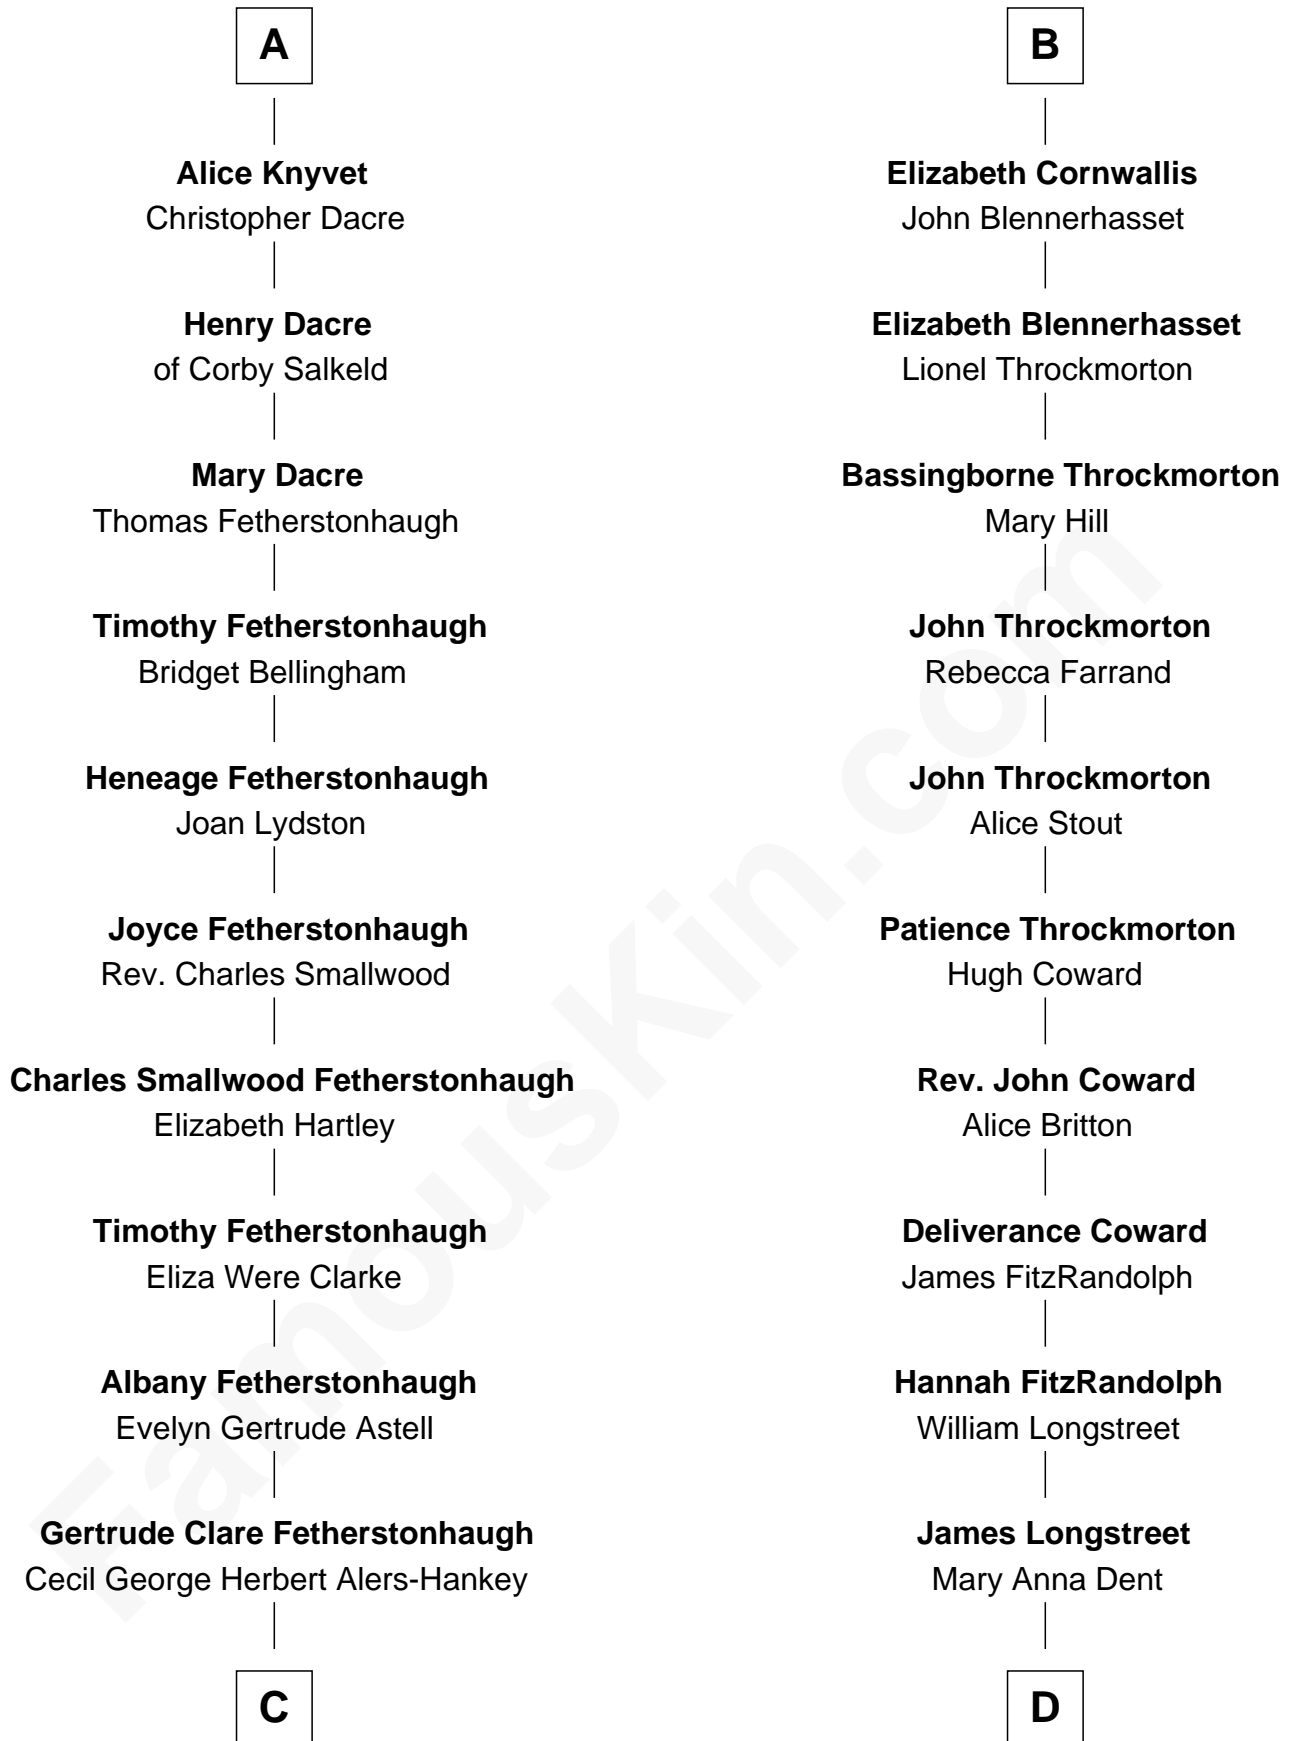 A
Alice Knyvet
Christopher Dacre
Henry Dacre
of Corby Salkeld
Mary Dacre
Thomas Fetherstonhaugh
Timothy Fetherstonhaugh
Bridget Bellingham
Heneage Fetherstonhaugh
Joan Lydston
Joyce Fetherstonhaugh
Rev. Charles Smallwood
Charles Smallwood Fetherstonhaugh
Elizabeth Hartley
Timothy Fetherstonhaugh
Eliza Were Clarke
Albany Fetherstonhaugh
Evelyn Gertrude Astell
Gertrude Clare Fetherstonhaugh
Cecil George Herbert Alers-Hankey
C
B
Elizabeth Cornwallis
John Blennerhasset
Elizabeth Blennerhasset
Lionel Throckmorton
Bassingborne Throckmorton
Mary Hill
John Throckmorton
Rebecca Farrand
John Throckmorton
Alice Stout
Patience Throckmorton
Hugh Coward
Rev. John Coward
Alice Britton
Deliverance Coward
James FitzRandolph
Hannah FitzRandolph
William Longstreet
James Longstreet
Mary Anna Dent
D
FamousKin.com